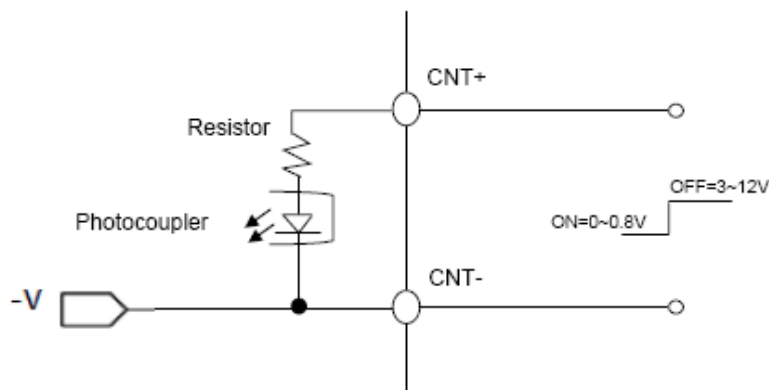 CNT+
Resistor
OFF=3~12V
Photocoupler
ON=0~0.8V
CNT-
-V